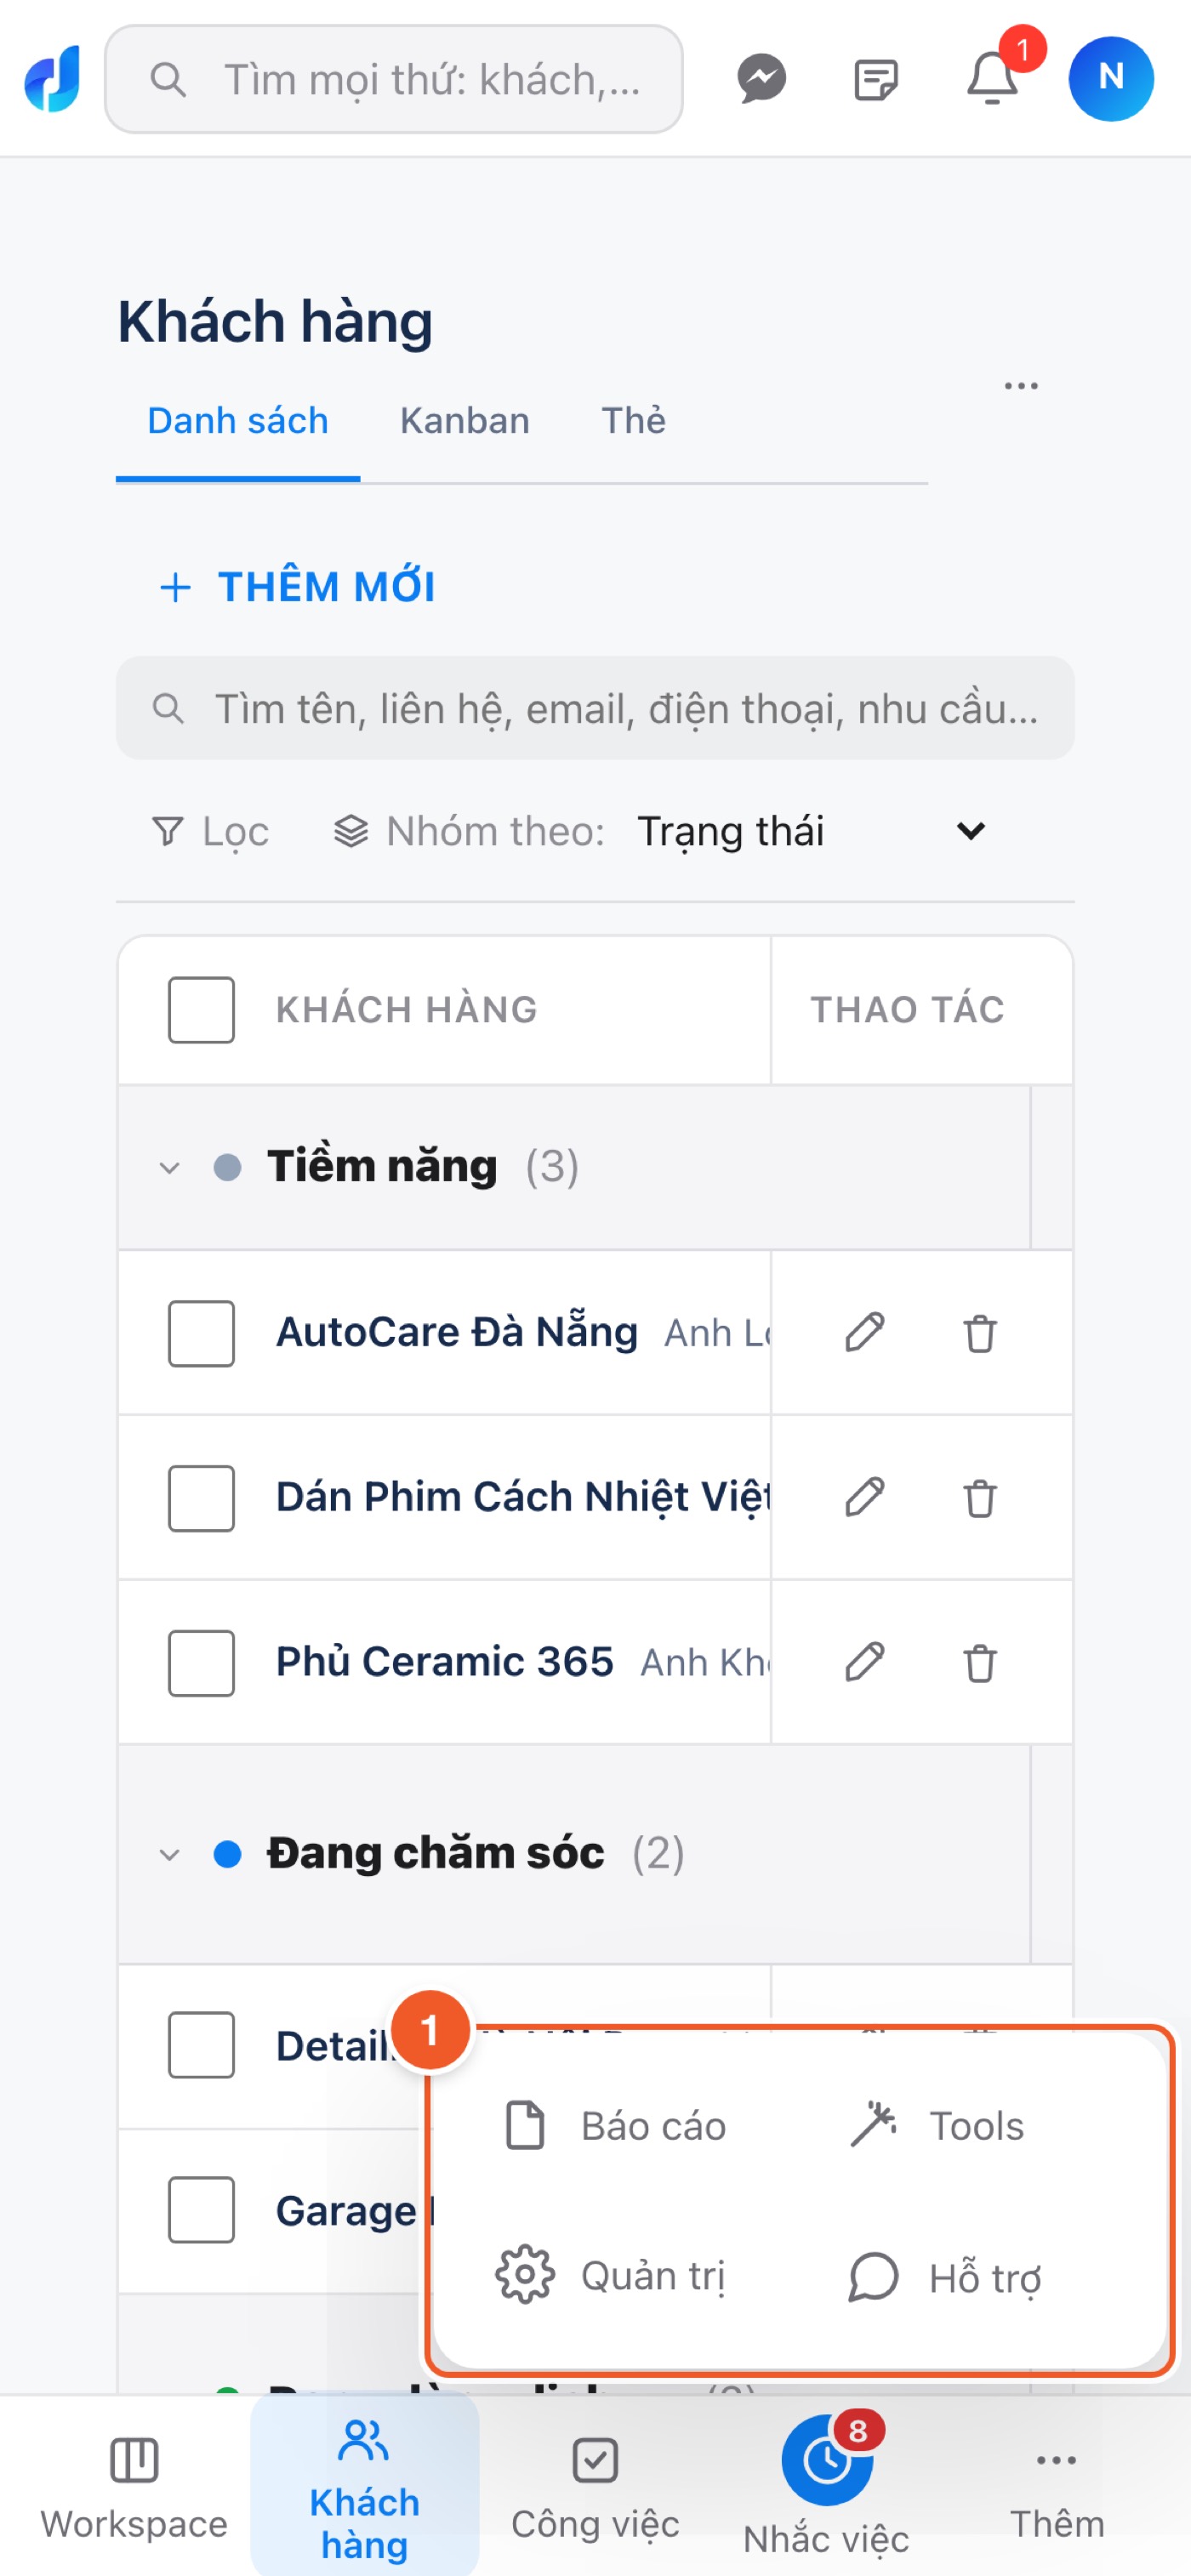 Tìm mọi thứ: khách,...
1
N
Khách hàng
Danh sách
Kanban
Thẻ
+ THÊM MỚI
Tìm tên, liên hệ, email, điện thoại, nhu cầu...
Lọc
Nhóm theo: Trạng thái
KHÁCH HÀNG
THAO TÁC
Tiềm năng (3)
AutoCare Đà Nẵng Anh
Dán Phim Cách Nhiệt Việt
Phủ Ceramic 365 Anh
Đang chăm sóc (2)
1
Báo cáo
Tools
Garage
Quản trị
Hỗ trợ
Workspace
Khách
hàng
Công việc
8
Nhắc việc
Thêm